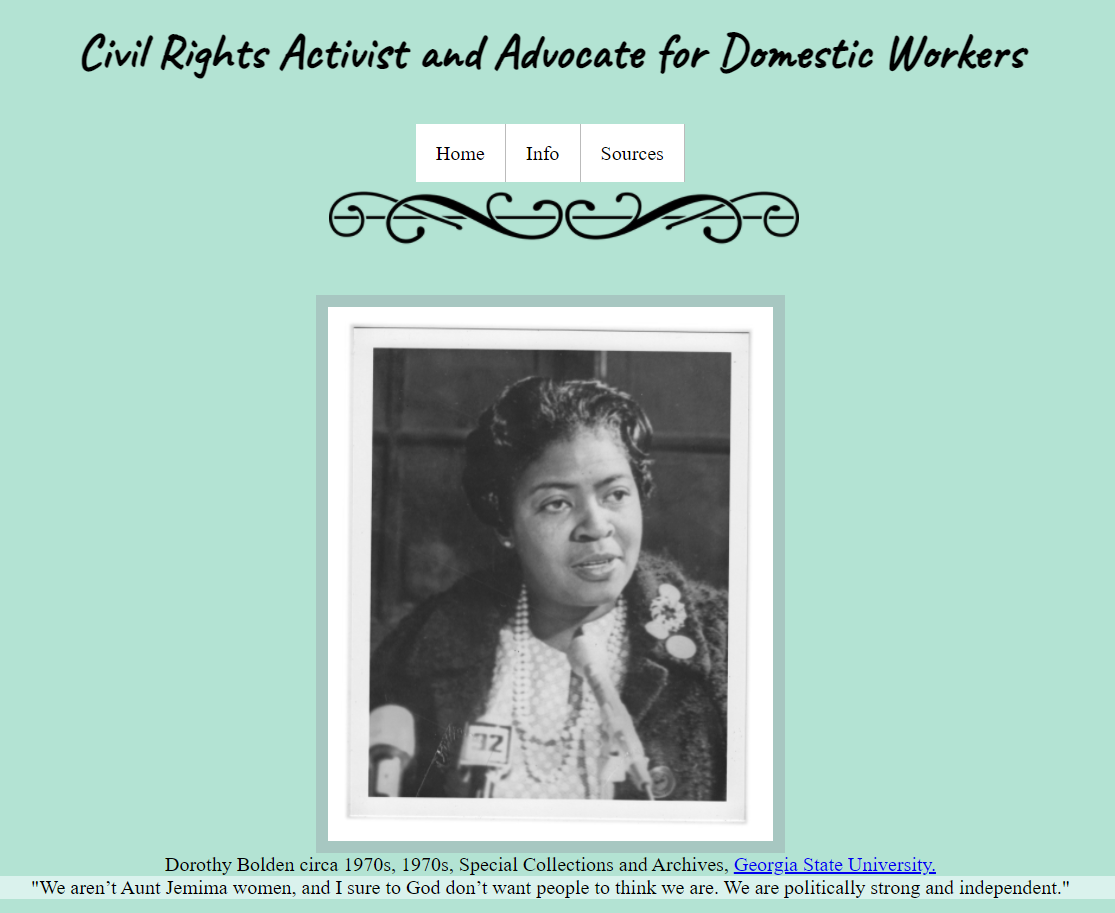 Civil Rights Activist and Advocate for Domestic Workers
Home Info Sources
92
Dorothy Bolden circa 1970s, 1970s, Special Collections and Archives, Georgia State University.
"We aren’t Aunt Jemima women, and I sure to God don’t want people to think we are. We are politically strong and independent."